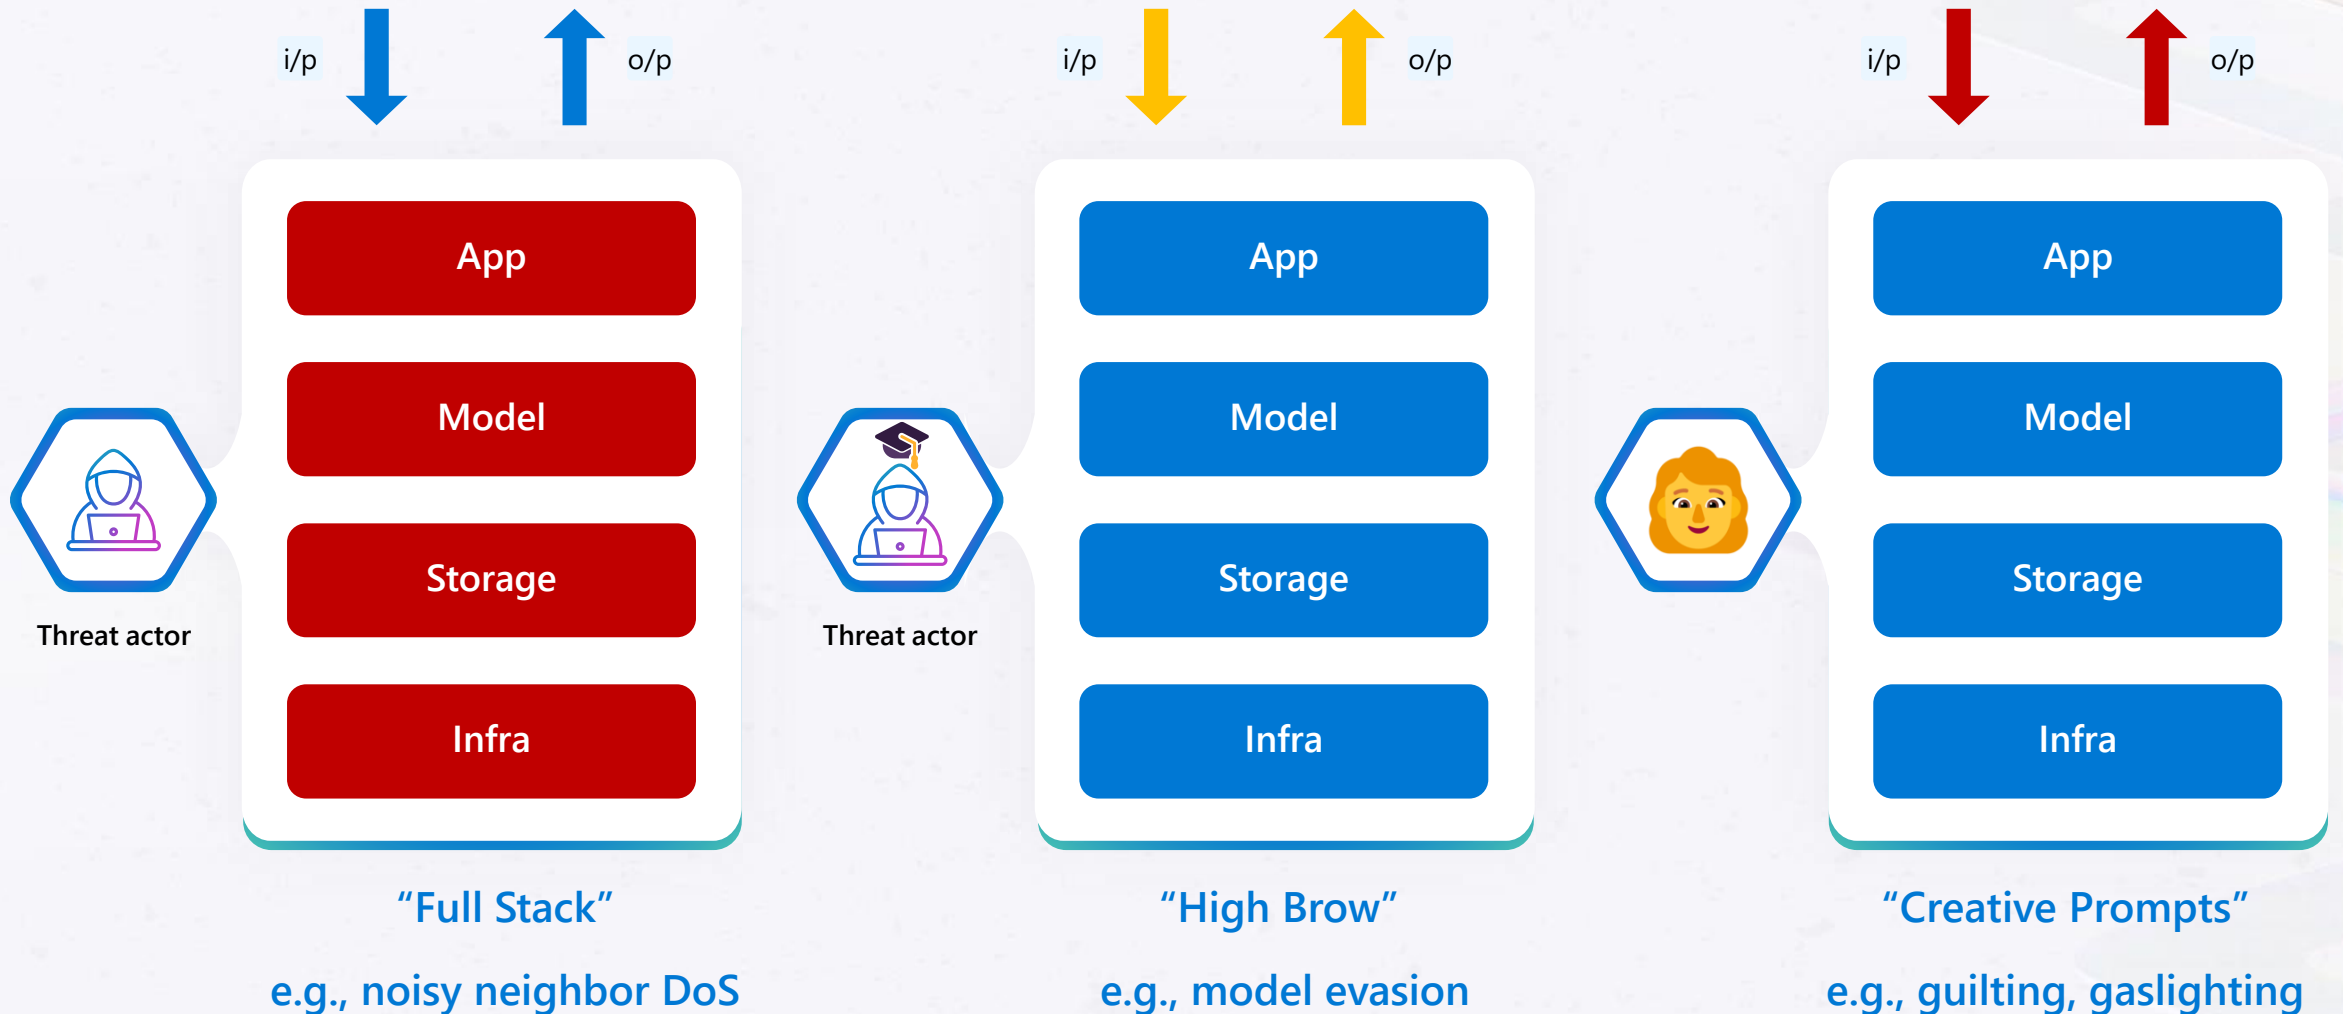 i/p
o/p
App
Model
Storage
Infra
Threat actor
“Full Stack”
e.g., noisy neighbor DoS
i/p
o/p
App
Model
Storage
Infra
Threat actor
“High Brow”
e.g., model evasion
i/p
o/p
App
Model
Storage
Infra
“Creative Prompts”
e.g., guilting, gaslighting